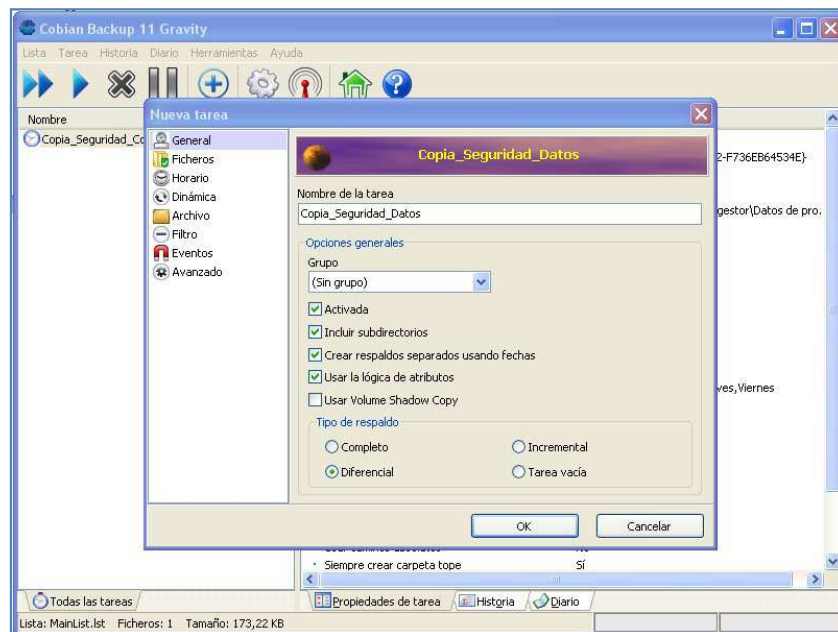 Cobian Backup 11 Gravity
Lista Tarea Historia Diario Herramientas Ayuda
Nombre
Copia_Seguridad_Co
Nueva tarea
General
Ficheros
Horario
Dinámica
Archivo
Filtro
Eventos
Avanzado
Copia_Seguridad_Datos
Nombre de la tarea
Copia_Seguridad_Datos
Opciones generales
Grupo
(Sin grupo)
Activada
Incluir subdirectorios
Crear respaldos separados usando fechas
Usar la lógica de atributos
Usar Volume Shadow Copy
Tipo de respaldo
Completo Incremental
Diferencial Tarea vacía
OK Cancelar
2-F736EB64534E}
gestor\Datos de pro.
ves,Viernes
Siempre crear carpeta tope Sí
Todas las tareas
Propiedades de tarea Historia Diario
Lista: MainList.lst Ficheros: 1 Tamaño: 173,22 KB